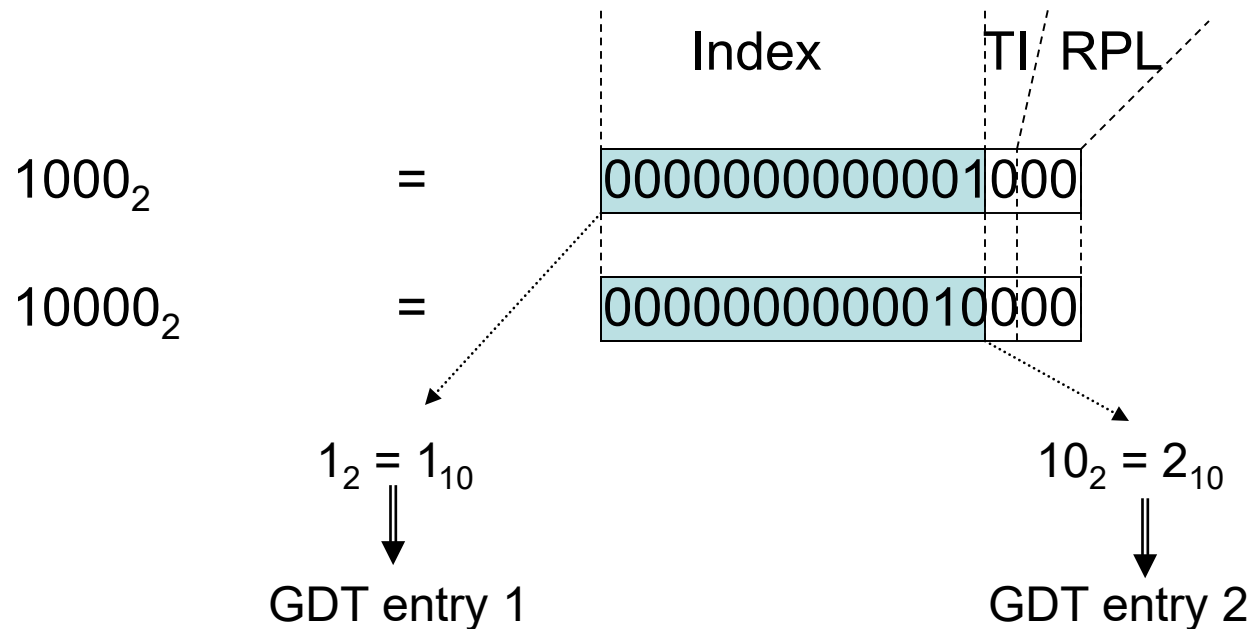 Index TI RPL
1000₂ = 0000000000001000
10000₂ = 0000000000010000
1₂ = 1₁₀ 10₂ = 2₁₀
GDT entry 1 GDT entry 2